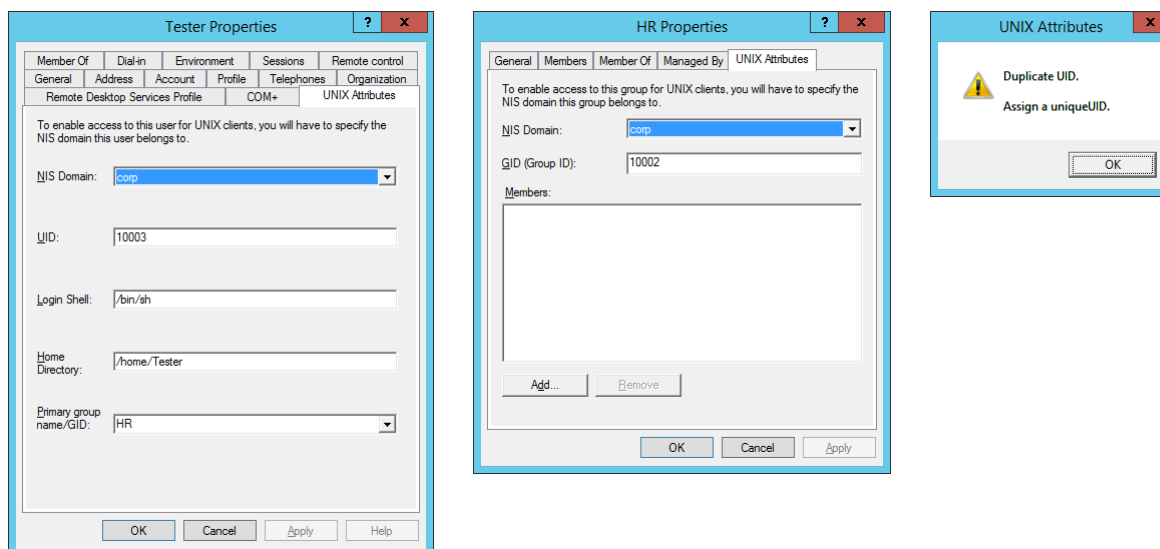 Tester Properties
?
x
Member Of
Dial-in
Environment
Sessions
Remote control
General
Address
Account
Profile
Telephones
Organization
Remote Desktop Services Profile
COM+
UNIX Attributes
To enable access to this user for UNIX clients, you will have to specify the
NIS domain this user belongs to.
NIS Domain:
corp
UID:
10003
Login Shell:
/bin/sh
Home
Directory:
/home/Tester
Primary group
name/GID:
HR
OK
Cancel
Apply
Help
HR Properties
?
x
General
Members
Member Of
Managed By
UNIX Attributes
To enable access to this group for UNIX clients, you will have to specify the
NIS domain this group belongs to.
NIS Domain:
corp
GID (Group ID):
10002
Members:
Add...
Remove
OK
Cancel
Apply
UNIX Attributes
x
Duplicate UID.
Assign a uniqueUID.
OK